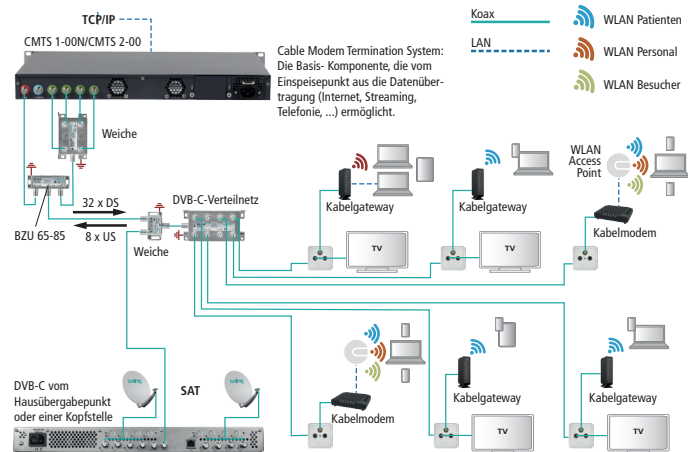 TCP/IP
CMTS 1-00N/CMTS 2-00
Cable Modem Termination System:
Die Basis- Komponente, die vom
Einspeisepunkt aus die Datenüber-
tragung (Internet, Streaming,
Telefonie, ...) ermöglicht.
Koax
LAN
WLAN Patienten
WLAN Personal
WLAN Besucher
Weiche
BZU 65-85
32 x DS
8 x US
Weiche
DVB-C-Verteilnetz
Kabelgateway
TV
Kabelgateway
TV
WLAN
Access
Point
Kabelmodem
DVB-C vom
Hausübergabepunkt
oder einer Kopfstelle
SAT
Kabelmodem
Kabelgateway
TV
Kabelgateway
TV